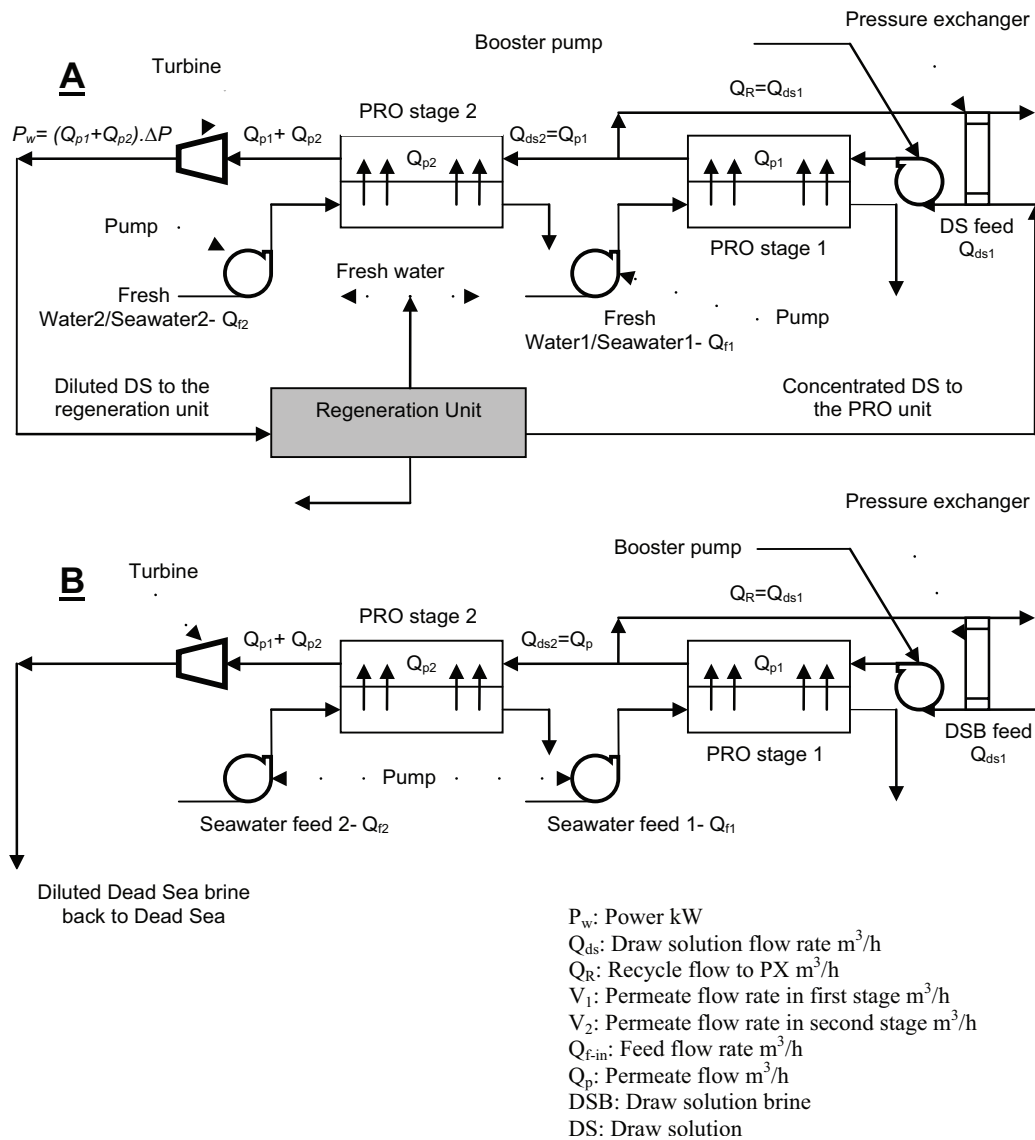 Pressure exchanger
Booster pump
A
Turbine
Q_R=Q_ds1
PRO stage 2
P_w= (Q_p1+Q_p2).ΔP
Q_p1+ Q_p2
Q_ds2=Q_p1
Q_p2
Q_p1
Pump
PRO stage 1
DS feed
Q_ds1
Fresh water
Fresh
Water2/Seawater2- Q_f2
Fresh
Water1/Seawater1- Q_f1
Pump
Diluted DS to the
regeneration unit
Regeneration Unit
Concentrated DS to
the PRO unit
Pressure exchanger
Booster pump
B
Turbine
Q_R=Q_ds1
PRO stage 2
Q_p1+ Q_p2
Q_ds2=Q_p
Q_p2
Q_p1
PRO stage 1
DSB feed
Q_ds1
Pump
Seawater feed 2- Q_f2
Seawater feed 1- Q_f1
Diluted Dead Sea brine
back to Dead Sea
P_w: Power kW
Q_ds: Draw solution flow rate m³/h
Q_R: Recycle flow to PX m³/h
V_1: Permeate flow rate in first stage m³/h
V_2: Permeate flow rate in second stage m³/h
Q_f-in: Feed flow rate m³/h
Q_p: Permeate flow m³/h
DSB: Draw solution brine
DS: Draw solution